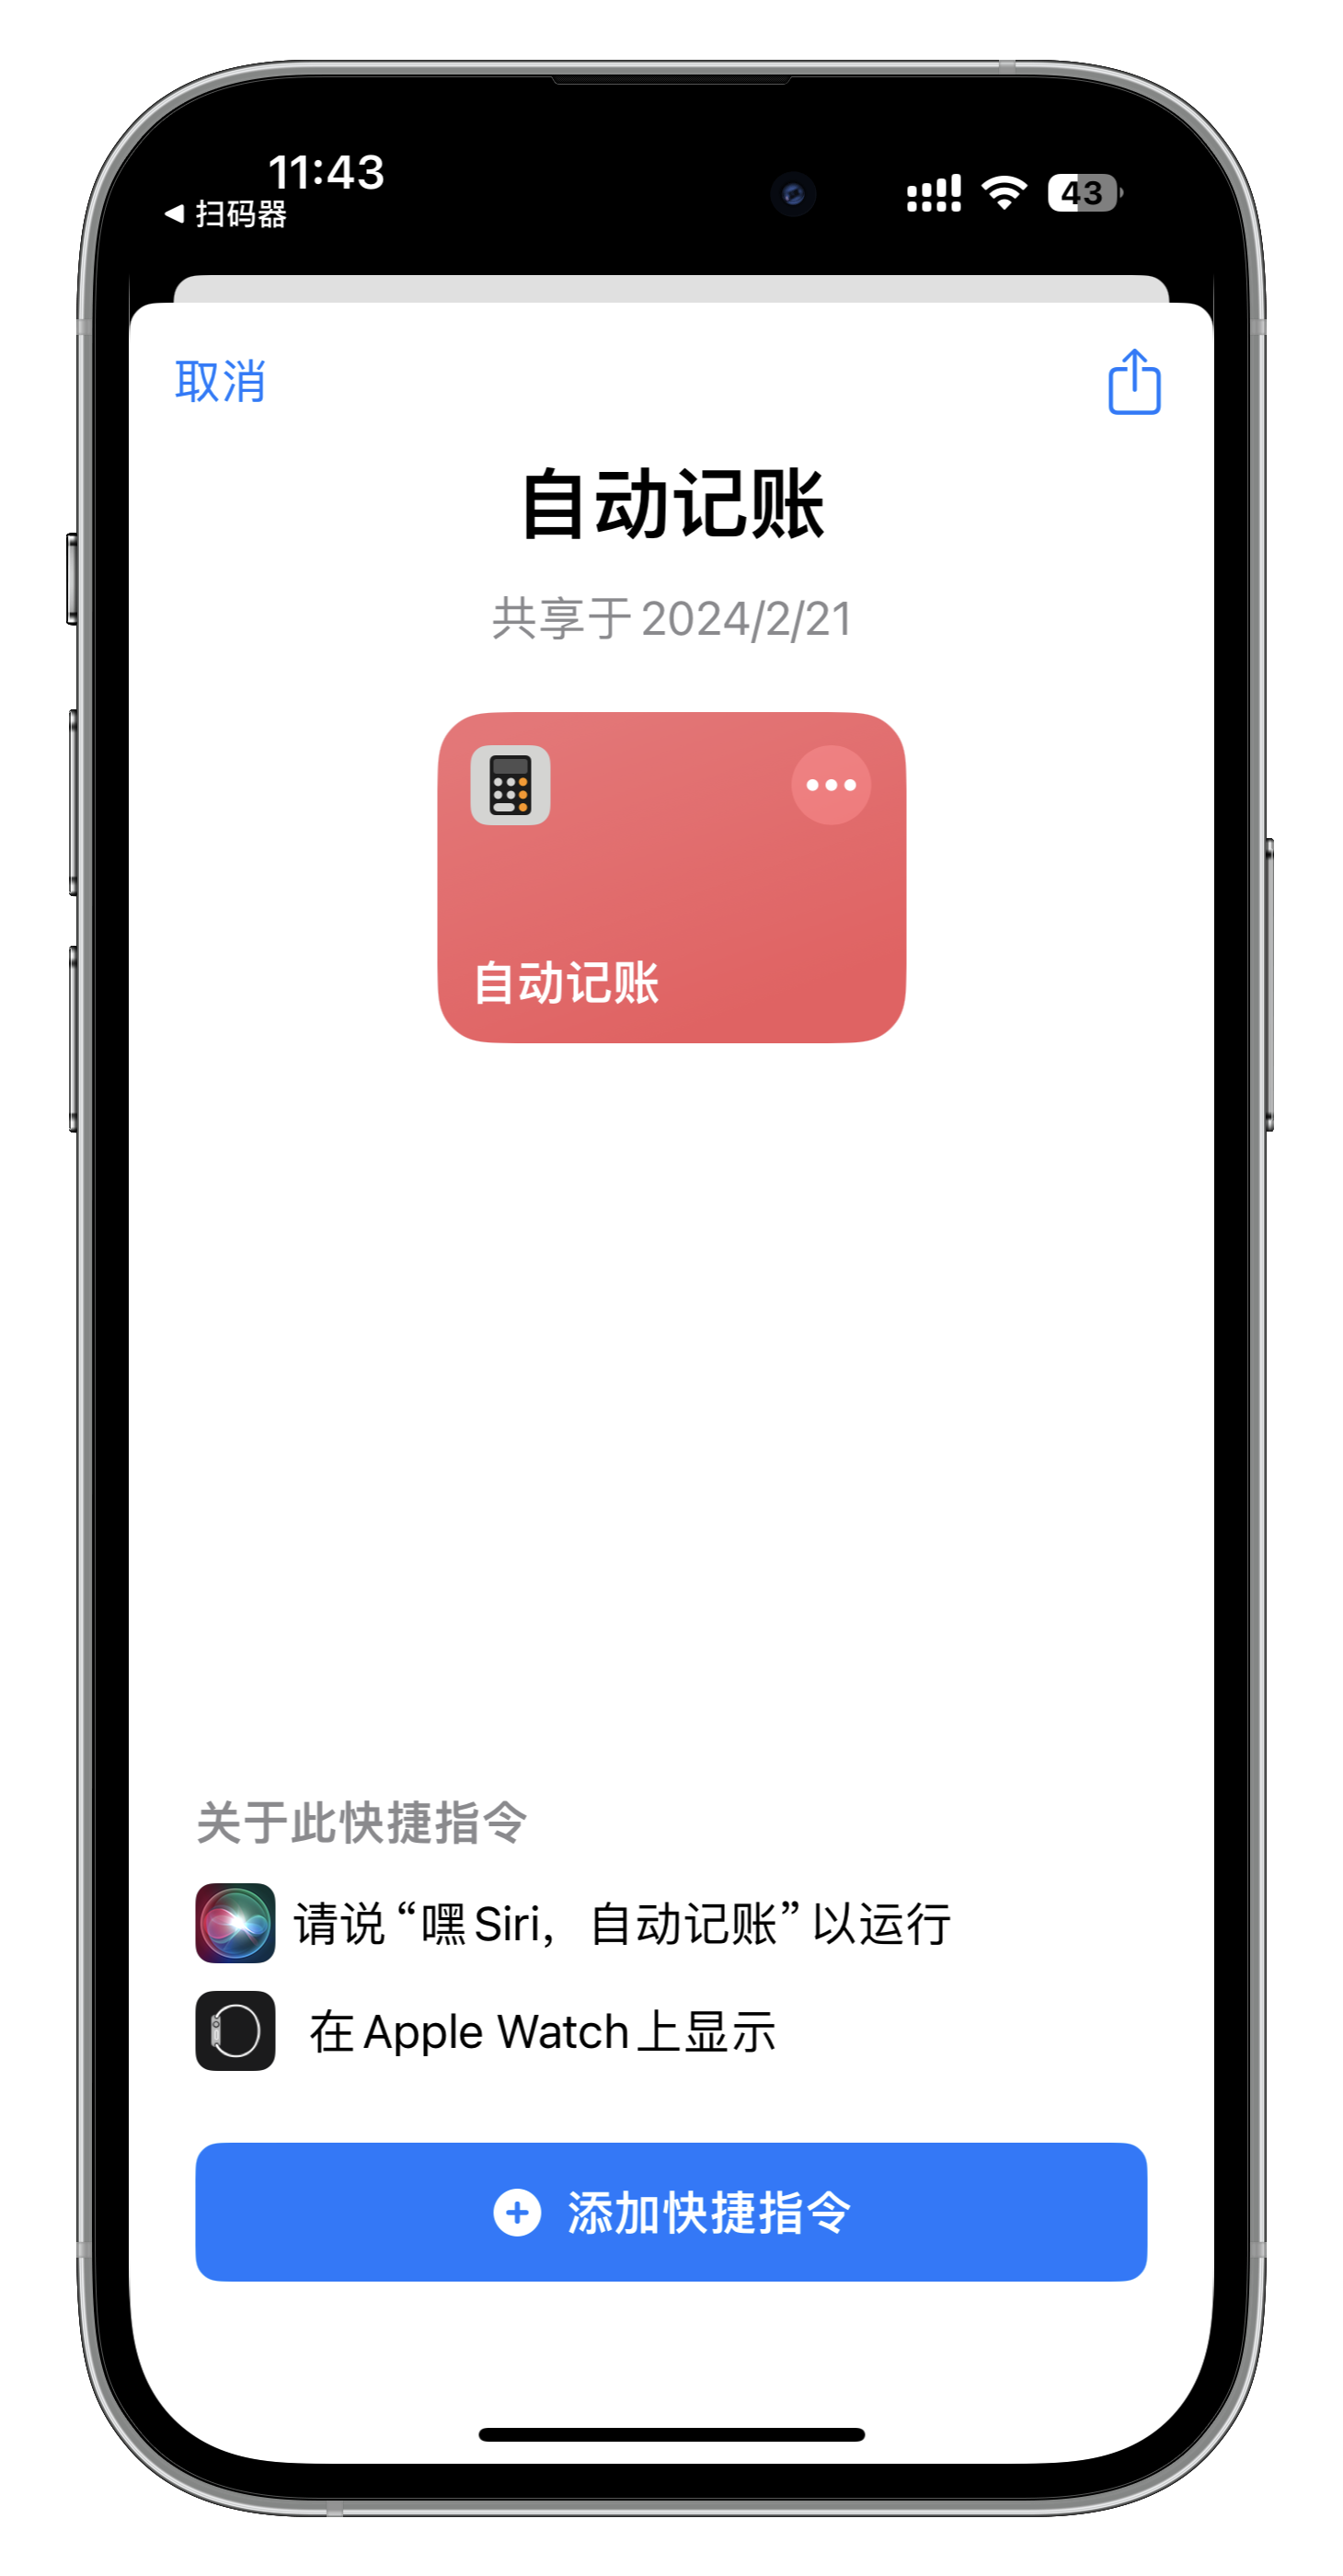 11:43
扫码器
43
取消
自动记账
共享于 2024/2/21
自动记账
关于此快捷指令
请说“嘿 Siri，自动记账”以运行
在 Apple Watch 上显示
添加快捷指令